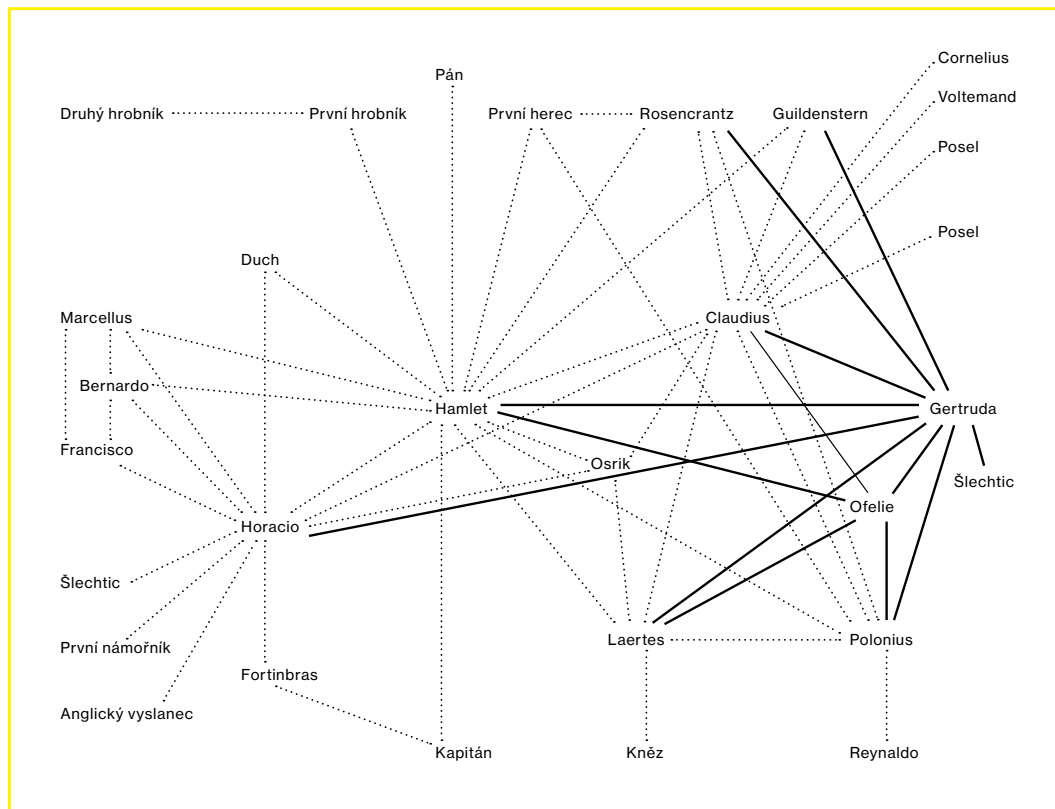 Cornelius
Pán
Voltemand
Druhý hrobník
První hrobník
První herec
Rosencrantz
Guildenstern
Posel
Posel
Duch
Marcellus
Claudius
Bernardo
Hamlet
Gertruda
Francisco
Osrik
Šlechtic
Ofelie
Horacio
Šlechtic
První námořník
Laertes
Polonius
Fortinbras
Anglický vyslanec
Kapitán
Kněz
Reynaldo